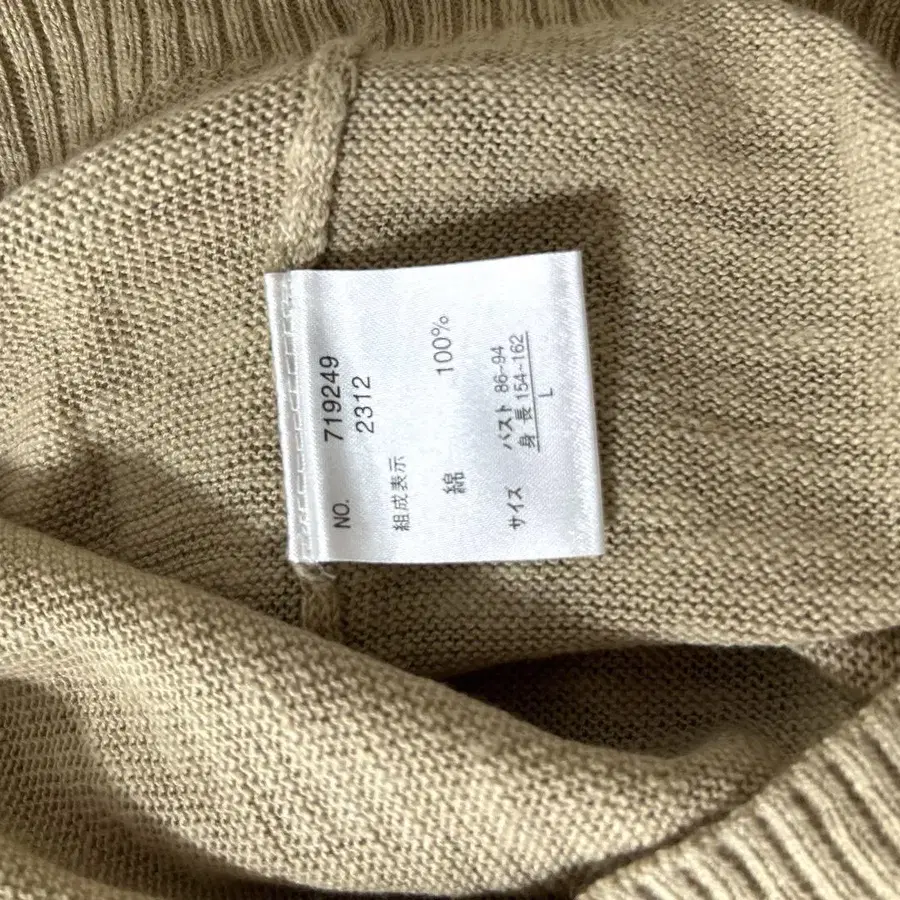 NO. 719249
2312
組成表示
綿 100%
サイズ バスト 86~94
身長 154~162
L